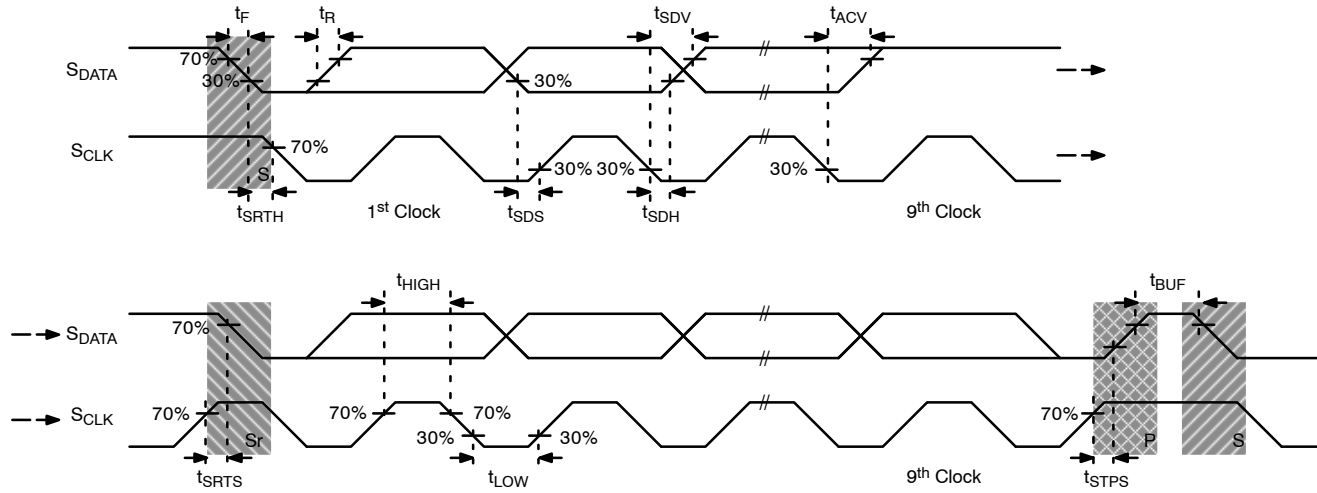 tF tR tSDV tACV
70%
SDATA 30% 30%
SCLK 70%
30% 30% 30%
S
tSRTH 1st Clock tSDS tSDH 9th Clock
tHIGH tBUF
SDATA 70%
SCLK 70% 70% 70% 70%
30% 30%
Sr P S
tSRTS tLOW 9th Clock tSTPS